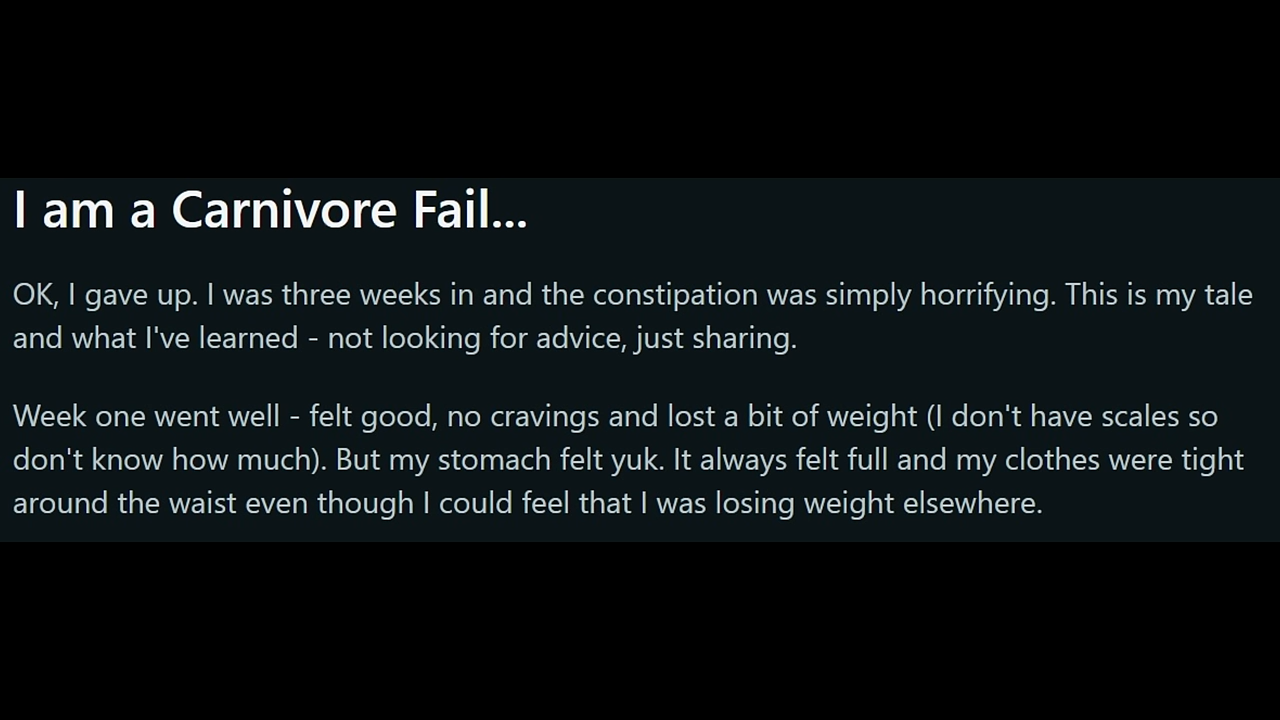 I am a Carnivore Fail...
OK, I gave up. I was three weeks in and the constipation was simply horrifying. This is my tale
and what I've learned - not looking for advice, just sharing.
Week one went well - felt good, no cravings and lost a bit of weight (I don't have scales so
don't know how much). But my stomach felt yuk. It always felt full and my clothes were tight
around the waist even though I could feel that I was losing weight elsewhere.